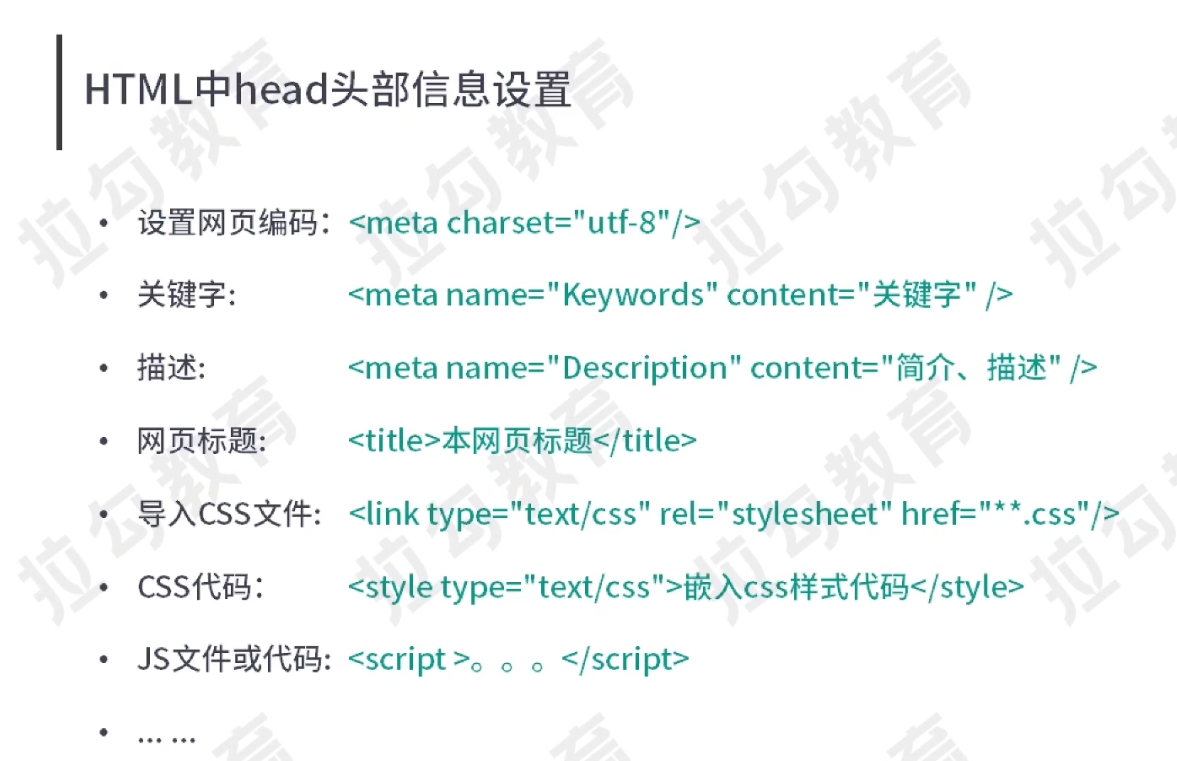 HTML中head头部信息设置
• 设置网页编码：<meta charset="utf-8"/>
• 关键字: <meta name="Keywords" content="关键字" />
• 描述: <meta name="Description" content="简介、描述" />
• 网页标题: <title>本网页标题</title>
• 导入CSS文件: <link type="text/css" rel="stylesheet" href="**.css"/>
• CSS代码： <style type="text/css">嵌入css样式代码</style>
• JS文件或代码: <script >。。。</script>
• ... ...
拉勾教育